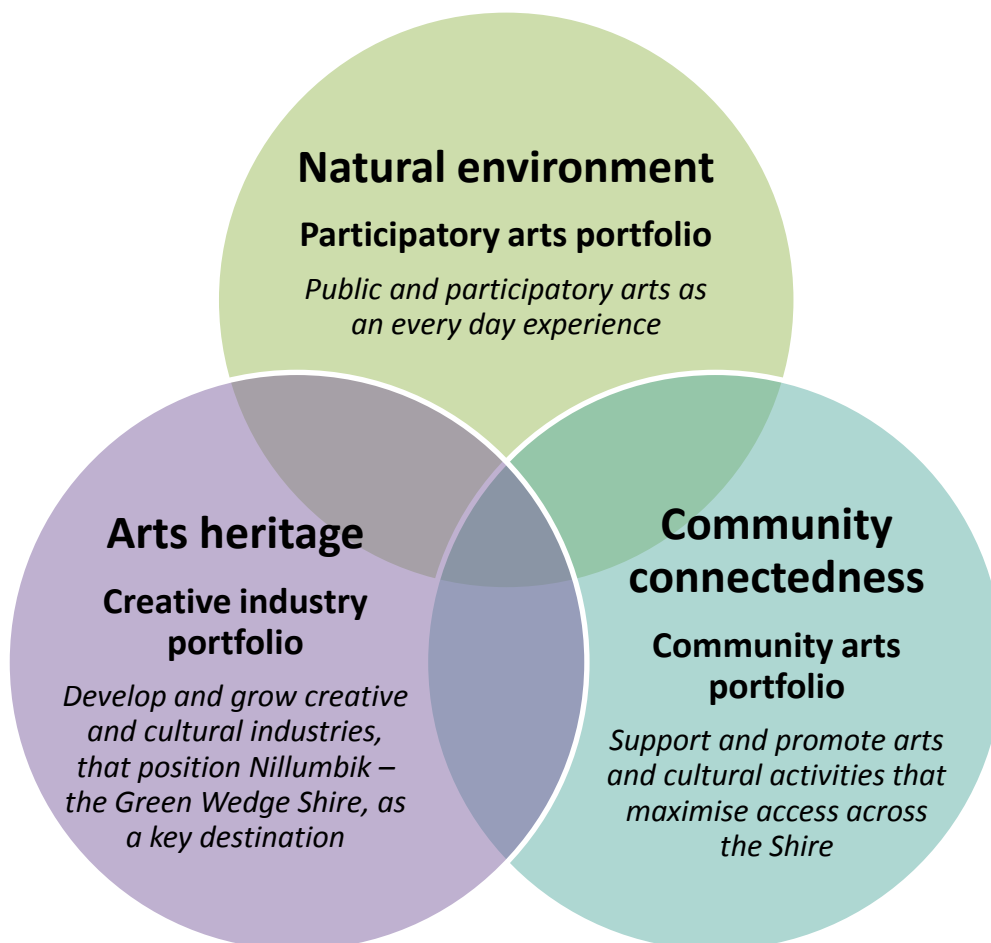 Natural environment
Participatory arts portfolio
Public and participatory arts as
an every day experience
Arts heritage
Creative industry
portfolio
Develop and grow creative
and cultural industries,
that position Nillumbik –
the Green Wedge Shire, as
a key destination
Community
connectedness
Community arts
portfolio
Support and promote arts
and cultural activities that
maximise access across
the Shire